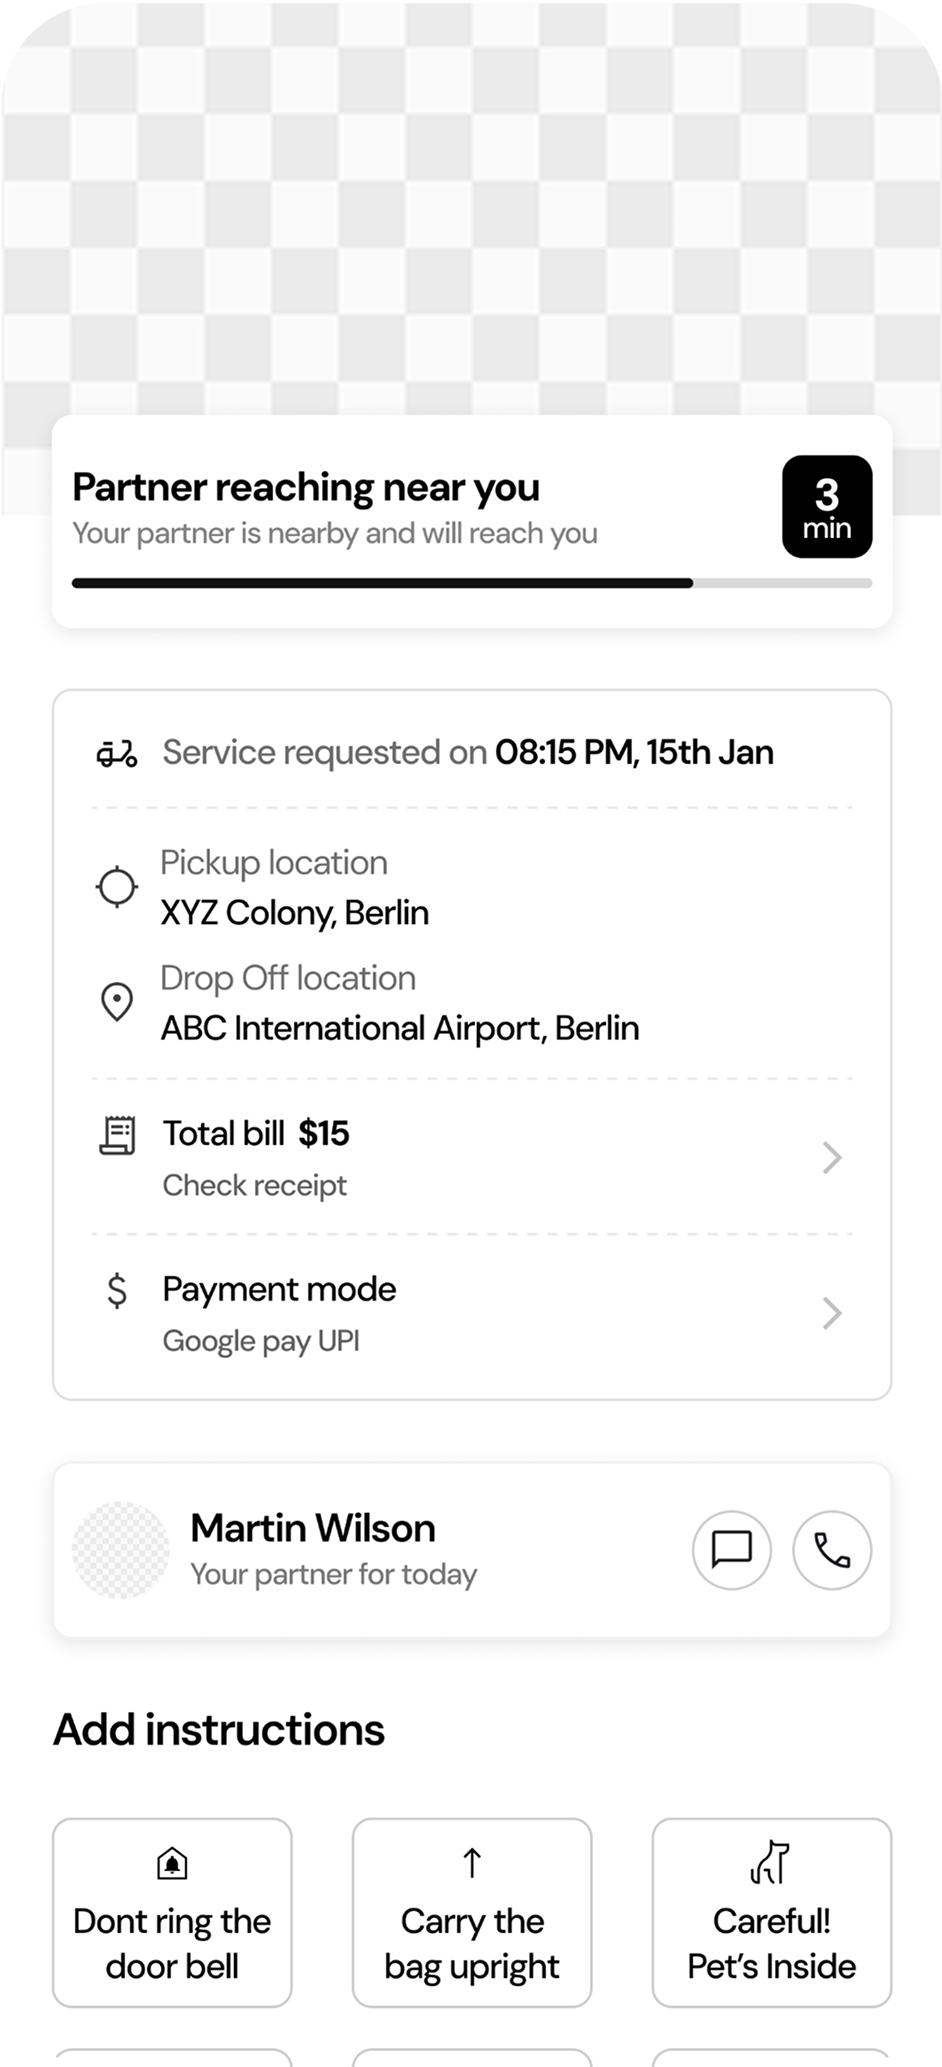 Partner reaching near you
Your partner is nearby and will reach you
3
min
Service requested on 08:15 PM, 15th Jan
Pickup location
XYZ Colony, Berlin
Drop Off location
ABC International Airport, Berlin
Total bill $15
Check receipt
$
Payment mode
Google pay UPI
Martin Wilson
Your partner for today
Add instructions
Dont ring the
door bell
Carry the
bag upright
Careful!
Pet's Inside